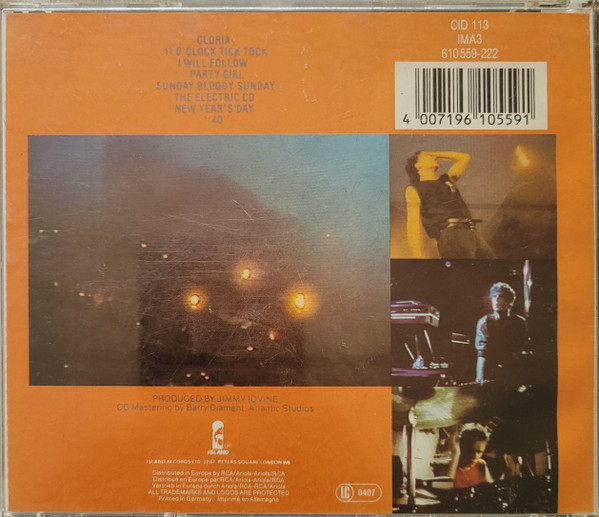 GLORIA
11 O'CLOCK TICK TOCK
I WILL FOLLOW
PARTY GIRL
SUNDAY BLOODY SUNDAY
THE ELECTRIC CO
NEW YEAR'S DAY
'40'
CID 113
IMA3
610 559-222
4 007196 105591
PRODUCED BY JIMMY IOVINE
CD Mastering by Barry Diament, Atlantic Studios
ISLAND
ISLAND RECORDS LTD. 22 ST. PETERS SQUARE LONDON W6
Distributed in Europe by RCA/Ariola-Ariola/RCA
Distribué en Europe par RCA/Ariola-Ariola/RCA
Vertrieb in Europa durch Ariola/RCA-RCA/Ariola
ALL TRADEMARKS AND LOGOS ARE PROTECTED
Printed in Germany - Imprimé en Allemagne
LC 0407